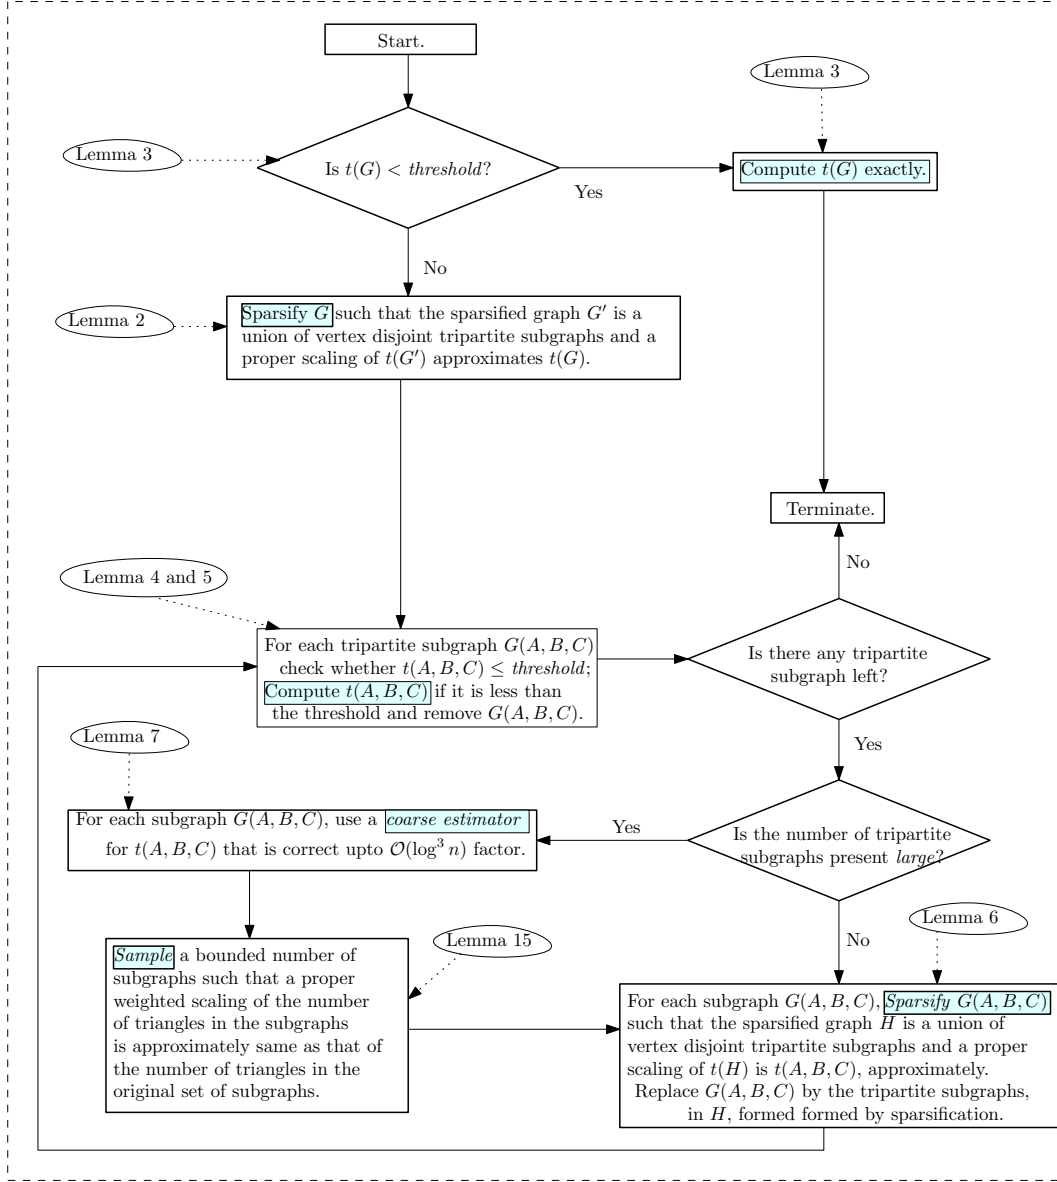 Start.
Lemma 3
Lemma 3
Is t(G) < threshold?
Compute t(G) exactly.
Yes
No
Lemma 2
Sparsify G such that the sparsified graph G′ is a
union of vertex disjoint tripartite subgraphs and a
proper scaling of t(G′) approximates t(G).
Terminate.
No
Lemma 4 and 5
For each tripartite subgraph G(A, B, C)
check whether t(A, B, C) ≤ threshold;
Compute t(A, B, C) if it is less than
the threshold and remove G(A, B, C).
Is there any tripartite
subgraph left?
Yes
Lemma 7
For each subgraph G(A, B, C), use a coarse estimator
for t(A, B, C) that is correct upto 𝒪(log³ n) factor.
Yes
Is the number of tripartite
subgraphs present large?
No
Lemma 6
Lemma 15
Sample a bounded number of
subgraphs such that a proper
weighted scaling of the number
of triangles in the subgraphs
is approximately same as that of
the number of triangles in the
original set of subgraphs.
For each subgraph G(A, B, C), Sparsify G(A, B, C)
such that the sparsified graph H is a union of
vertex disjoint tripartite subgraphs and a proper
scaling of t(H) is t(A, B, C), approximately.
Replace G(A, B, C) by the tripartite subgraphs,
in H, formed formed by sparsification.